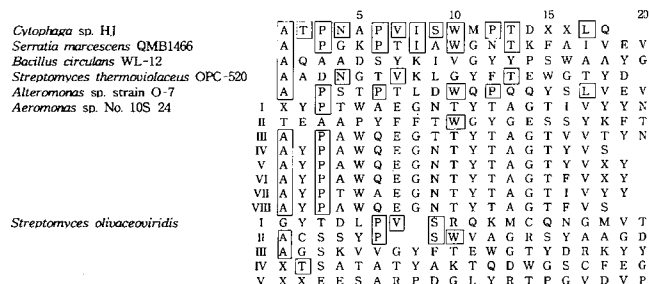 5 10 15 20
Cytophaga sp. HJ A T P N A P V I S W M P T D X X L Q
Serratia marcescens QMB1466 A P G K P T I A W G N T K F A I V E V
Bacillus circulans WL-12 A Q A A D S Y K I V G Y Y P S W A A Y G
Streptomyces thermoviolaceus OPC-520 A A D N G T V K L G Y F T E W G T Y D
Alteromonas sp. strain O-7 A P S T P T L D W Q P Q Q Y S L V E V
Aeromonas sp. No. 10S 24 I X Y P T W A E G N T Y T A G T I V Y Y N
II T E A A P Y F F T W G Y G E S S Y K F T
III A P A W Q E G T T Y T A G T V V T Y N
IV A Y P A W Q E G N T Y T A G T V Y S
V A Y P A W Q E G N T Y T A G T V Y X Y
VI A Y P A W Q E G N T Y T A G T F V X Y
VII A Y P T W A E G N T Y T A G T I V Y Y
VIII A Y P A W Q E G N T Y T A G T F V S
Streptomyces olivaceoviridis I G Y T D L P V S R Q K M C Q N G M V T
II A C S S Y P S W V A G R S Y A A G D
III A G S K V V G Y F T E W G T Y D R K Y Y
IV X T S A T A T Y A K T Q D W G S C F E G
V X X E E S A R P D G L Y R T P G V D V P